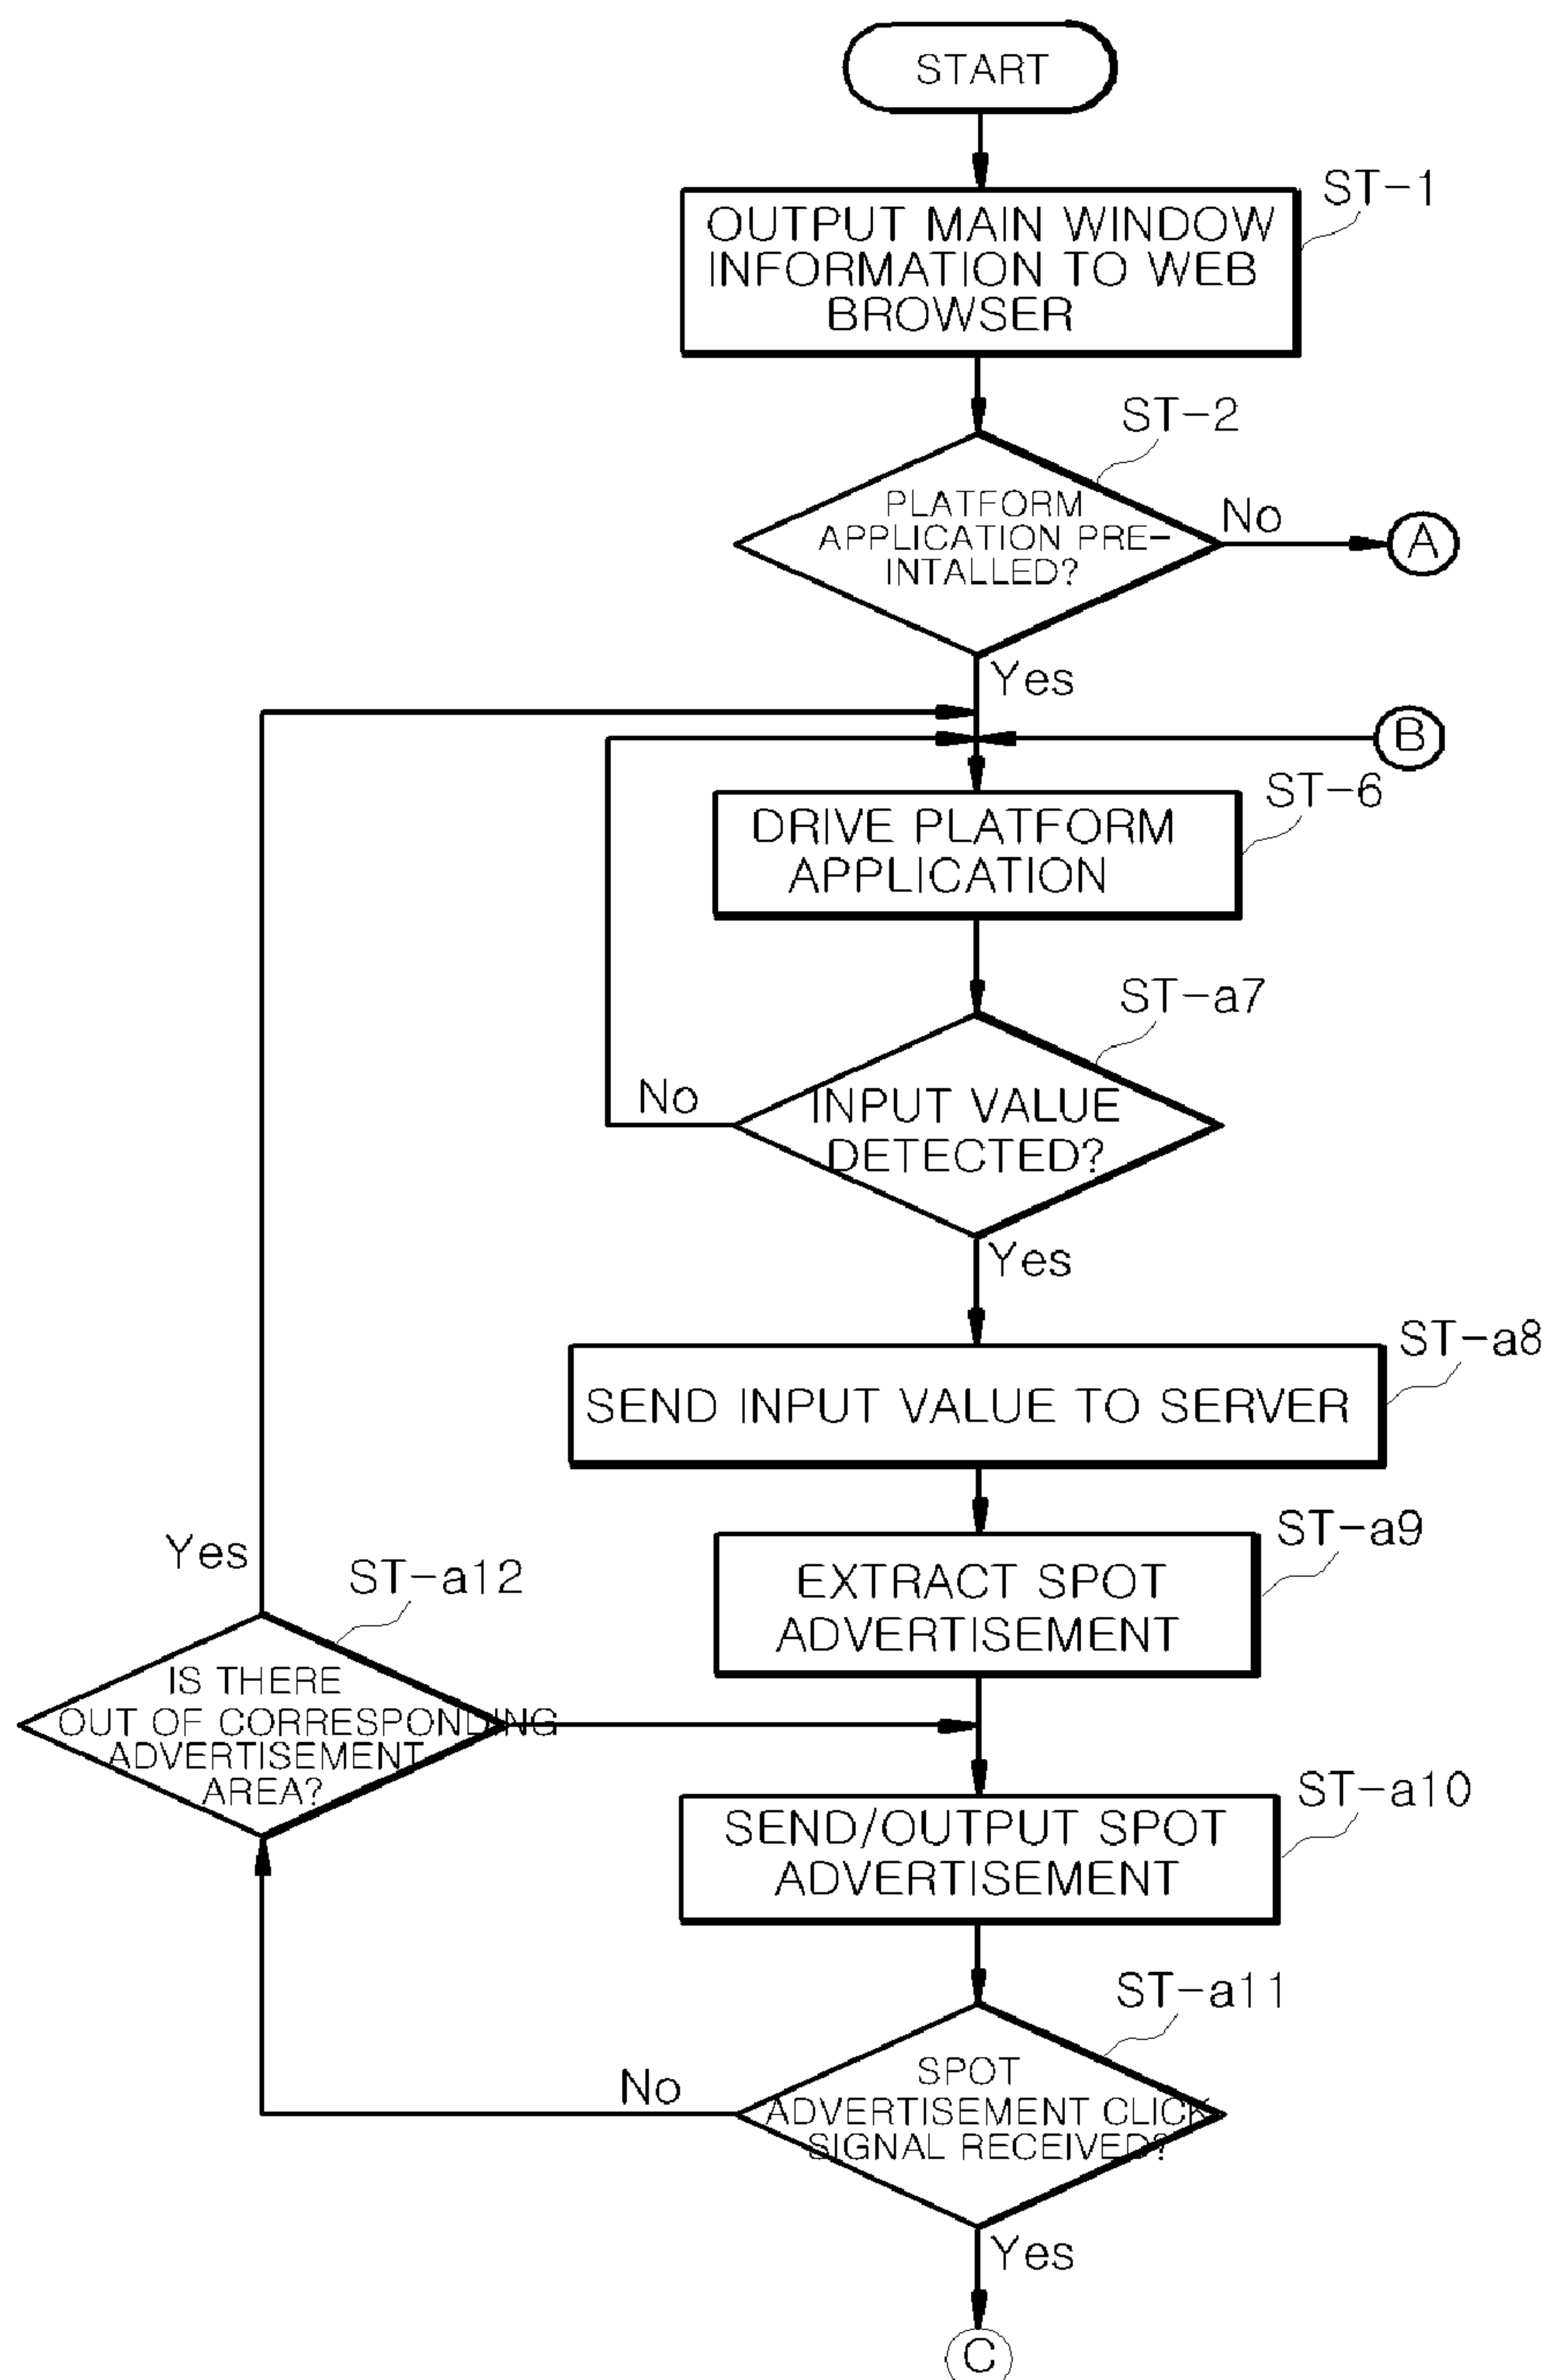 START
ST-1
OUTPUT MAIN WINDOW
INFORMATION TO WEB
BROWSER
ST-2
PLATFORM
APPLICATION PRE-
INTALLED?
No
A
Yes
B
ST-6
DRIVE PLATFORM
APPLICATION
ST-a7
No
INPUT VALUE
DETECTED?
Yes
ST-a8
SEND INPUT VALUE TO SERVER
ST-a9
EXTRACT SPOT
ADVERTISEMENT
Yes
ST-a12
IS THERE
OUT OF CORRESPONDING
ADVERTISEMENT
AREA?
ST-a10
SEND/OUTPUT SPOT
ADVERTISEMENT
ST-a11
No
SPOT
ADVERTISEMENT CLICK
SIGNAL RECEIVED?
Yes
C